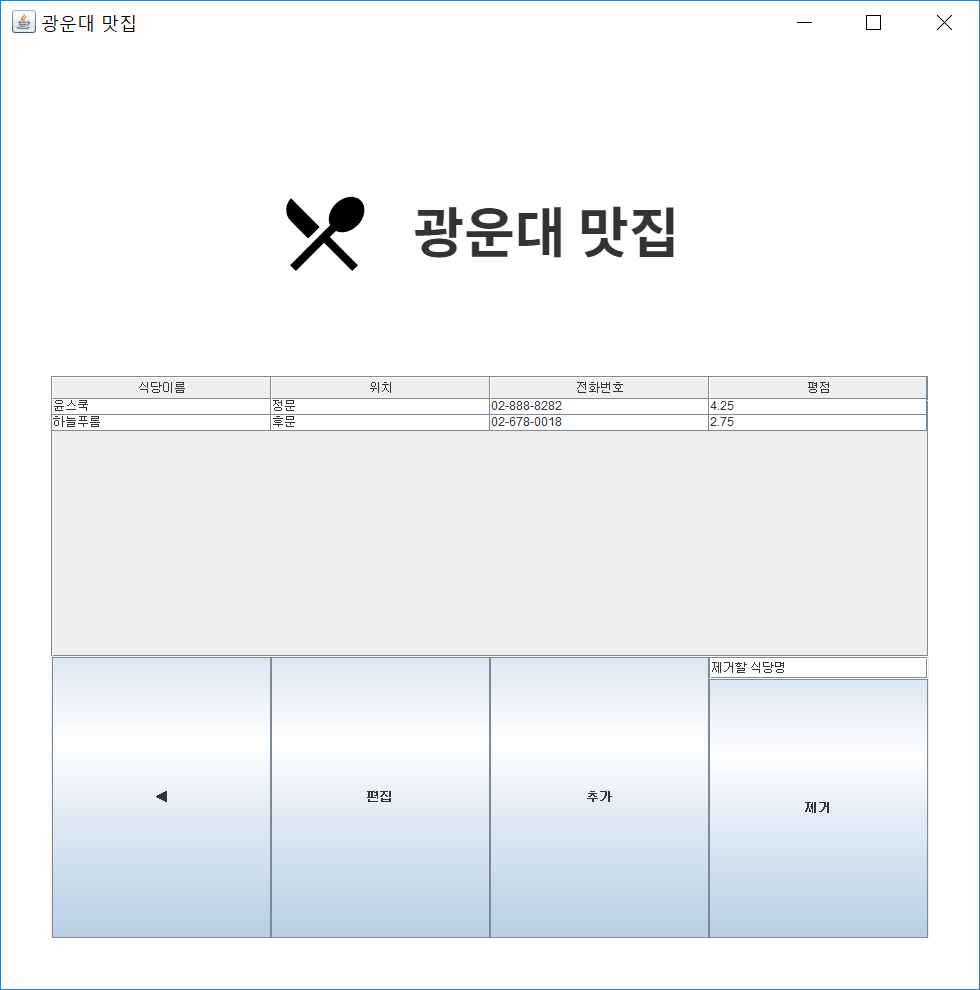 광운대 맛집
광운대 맛집
식당이름 위치 전화번호 평점
윤스쿡 정문 02-888-8282 4.25
하늘푸름 후문 02-678-0018 2.75
제거할 식당명
◀ 편집 추가 제거